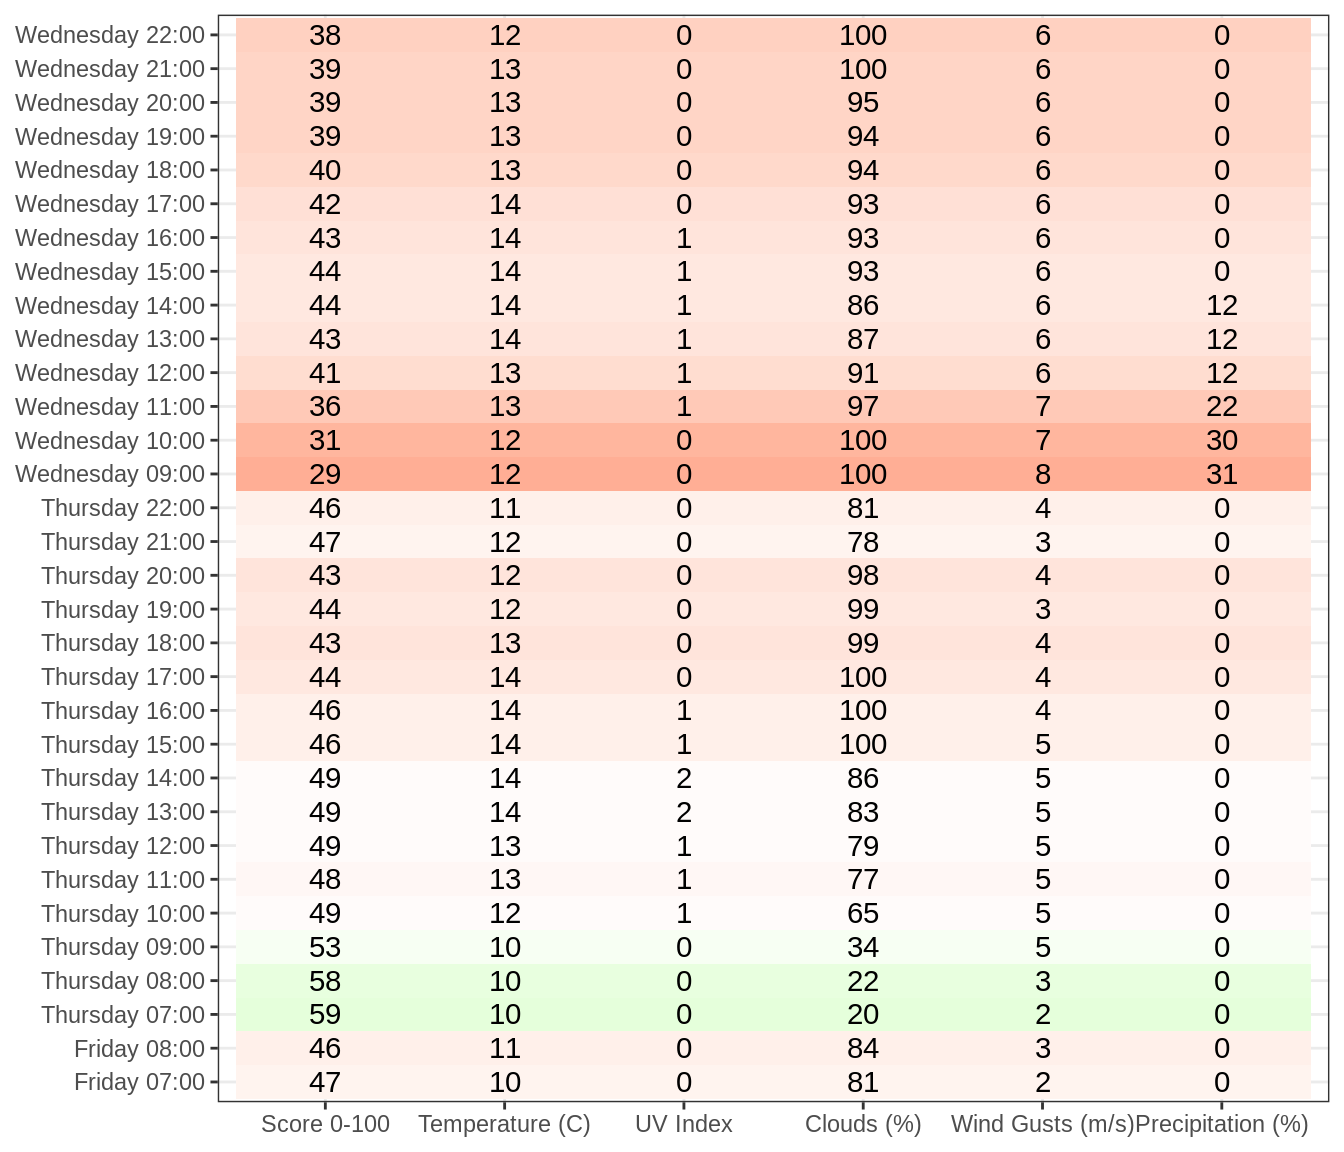 Wednesday 22:00 38 12 0 100 6 0
Wednesday 21:00 39 13 0 100 6 0
Wednesday 20:00 39 13 0 95 6 0
Wednesday 19:00 39 13 0 94 6 0
Wednesday 18:00 40 13 0 94 6 0
Wednesday 17:00 42 14 0 93 6 0
Wednesday 16:00 43 14 1 93 6 0
Wednesday 15:00 44 14 1 93 6 0
Wednesday 14:00 44 14 1 86 6 12
Wednesday 13:00 43 14 1 87 6 12
Wednesday 12:00 41 13 1 91 6 12
Wednesday 11:00 36 13 1 97 7 22
Wednesday 10:00 31 12 0 100 7 30
Wednesday 09:00 29 12 0 100 8 31
Thursday 22:00 46 11 0 81 4 0
Thursday 21:00 47 12 0 78 3 0
Thursday 20:00 43 12 0 98 4 0
Thursday 19:00 44 12 0 99 3 0
Thursday 18:00 43 13 0 99 4 0
Thursday 17:00 44 14 0 100 4 0
Thursday 16:00 46 14 1 100 4 0
Thursday 15:00 46 14 1 100 5 0
Thursday 14:00 49 14 2 86 5 0
Thursday 13:00 49 14 2 83 5 0
Thursday 12:00 49 13 1 79 5 0
Thursday 11:00 48 13 1 77 5 0
Thursday 10:00 49 12 1 65 5 0
Thursday 09:00 53 10 0 34 5 0
Thursday 08:00 58 10 0 22 3 0
Thursday 07:00 59 10 0 20 2 0
Friday 08:00 46 11 0 84 3 0
Friday 07:00 47 10 0 81 2 0
Score 0-100 Temperature (C) UV Index Clouds (%) Wind Gusts (m/s) Precipitation (%)